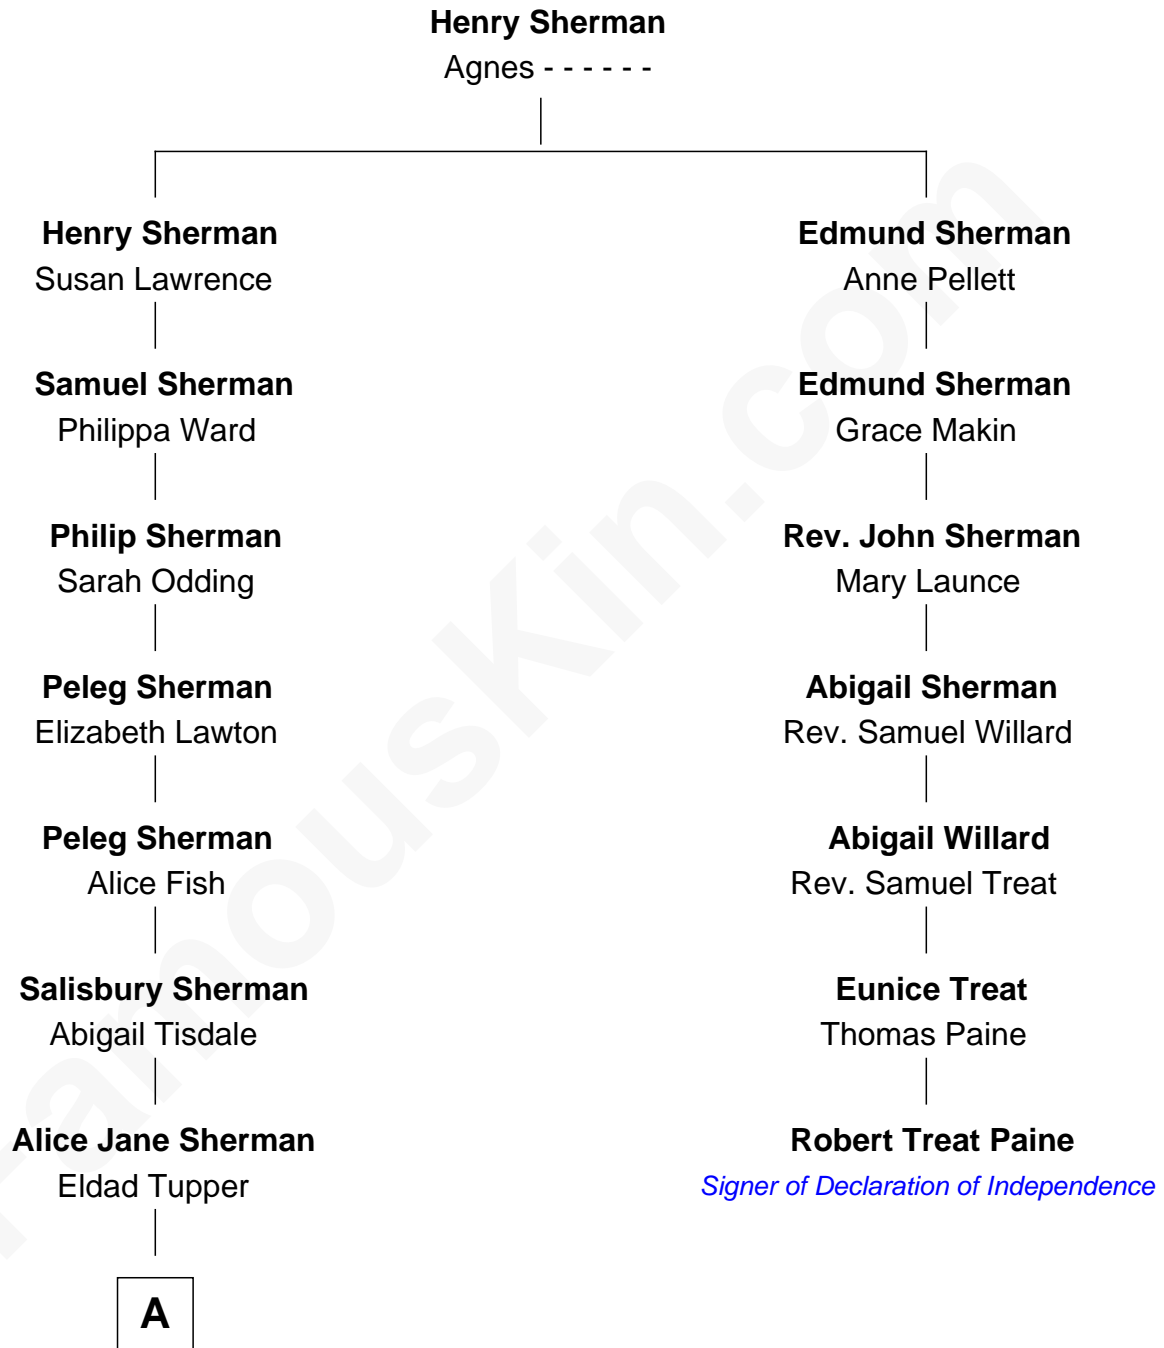 Henry Sherman
Agnes - - - - - -
Henry Sherman
Susan Lawrence
Edmund Sherman
Anne Pellett
Samuel Sherman
Philippa Ward
Edmund Sherman
Grace Makin
Philip Sherman
Sarah Odding
Rev. John Sherman
Mary Launce
Peleg Sherman
Elizabeth Lawton
Abigail Sherman
Rev. Samuel Willard
Peleg Sherman
Alice Fish
Abigail Willard
Rev. Samuel Treat
Salisbury Sherman
Abigail Tisdale
Eunice Treat
Thomas Paine
Alice Jane Sherman
Eldad Tupper
Robert Treat Paine
Signer of Declaration of Independence
A
FamousKin.com